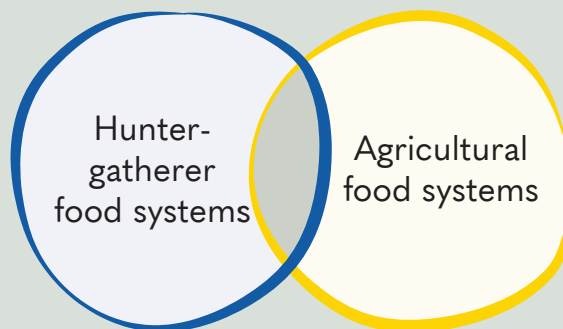 Hunter-
gatherer
food systems
Agricultural
food systems